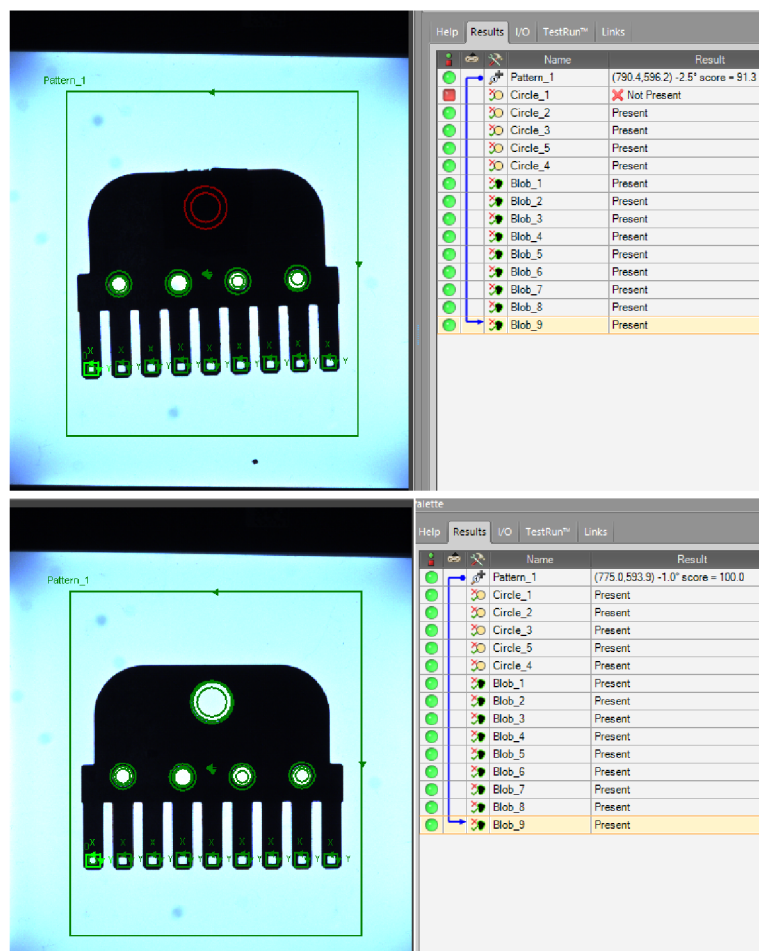 Help Results I/O TestRun™ Links
Name Result
Pattern_1 (790.4,596.2) -2.5° score = 91.3
Circle_1 Not Present
Circle_2 Present
Circle_3 Present
Circle_5 Present
Circle_4 Present
Blob_1 Present
Blob_2 Present
Blob_3 Present
Blob_4 Present
Blob_5 Present
Blob_6 Present
Blob_7 Present
Blob_8 Present
Blob_9 Present
Pattern_1
X X X X X X X X X
Y Y
alette
Help Results I/O TestRun™ Links
Name Result
Pattern_1 (775.0,593.9) -1.0° score = 100.0
Circle_1 Present
Circle_2 Present
Circle_3 Present
Circle_5 Present
Circle_4 Present
Blob_1 Present
Blob_2 Present
Blob_3 Present
Blob_4 Present
Blob_5 Present
Blob_6 Present
Blob_7 Present
Blob_8 Present
Blob_9 Present
Pattern_1
X X X X X X X X X
Y Y